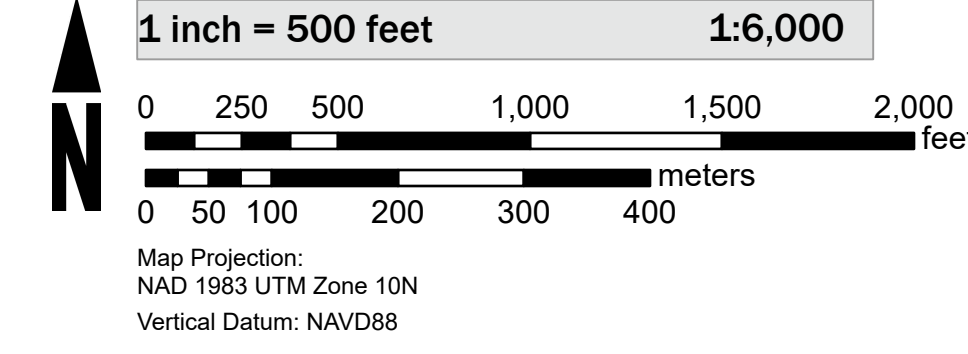 1 inch = 500 feet 1:6,000
0 250 500 1,000 1,500 2,000
feet
N
meters
0 50 100 200 300 400
Map Projection:
NAD 1983 UTM Zone 10N
Vertical Datum: NAVD88